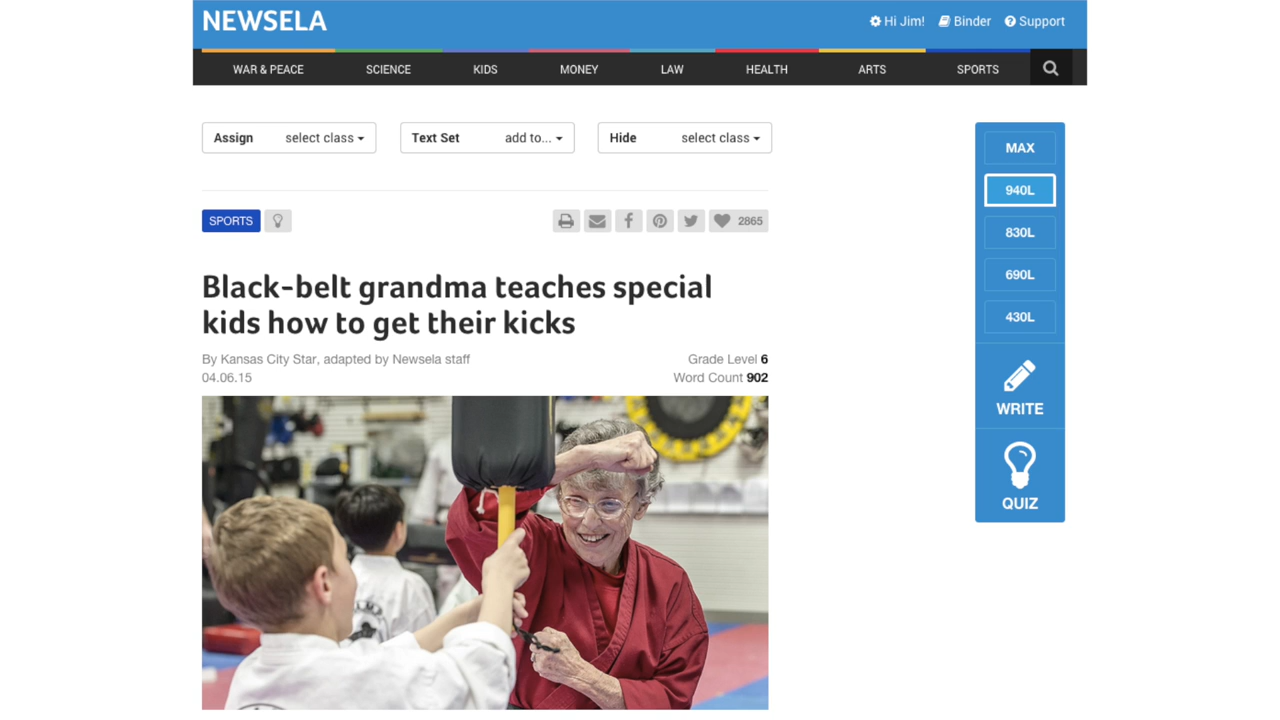 NEWSELA
Hi Jim! Binder Support
WAR & PEACE SCIENCE KIDS MONEY LAW HEALTH ARTS SPORTS
Assign select class Text Set add to... Hide select class
MAX
940L
830L
690L
430L
WRITE
QUIZ
SPORTS 2865
Black-belt grandma teaches special
kids how to get their kicks
By Kansas City Star, adapted by Newsela staff Grade Level 6
04.06.15 Word Count 902